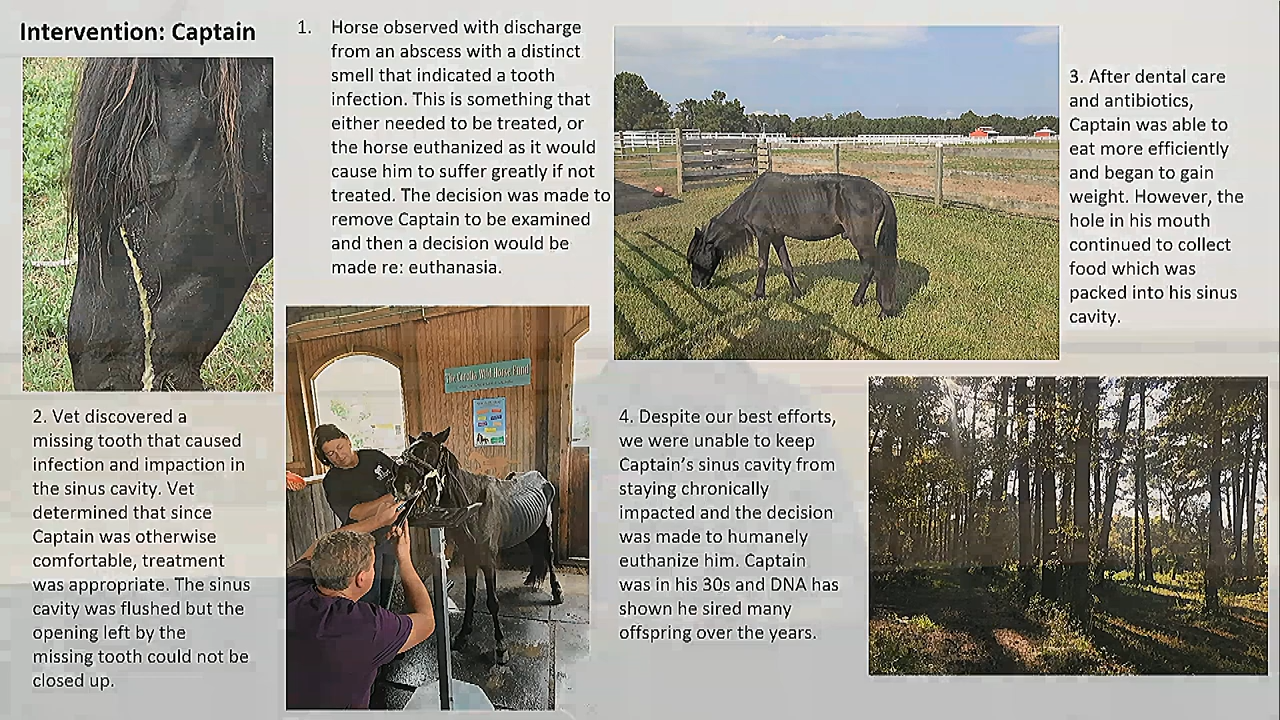 Intervention: Captain
1. Horse observed with discharge
from an abscess with a distinct
smell that indicated a tooth
infection. This is something that
either needed to be treated, or
the horse euthanized as it would
cause him to suffer greatly if not
treated. The decision was made to
remove Captain to be examined
and then a decision would be
made re: euthanasia.
2. Vet discovered a
missing tooth that caused
infection and impaction in
the sinus cavity. Vet
determined that since
Captain was otherwise
comfortable, treatment
was appropriate. The sinus
cavity was flushed but the
opening left by the
missing tooth could not be
closed up.
The Corolla Wild Horse Fund
3. After dental care
and antibiotics,
Captain was able to
eat more efficiently
and began to gain
weight. However, the
hole in his mouth
continued to collect
food which was
packed into his sinus
cavity.
4. Despite our best efforts,
we were unable to keep
Captain’s sinus cavity from
staying chronically
impacted and the decision
was made to humanely
euthanize him. Captain
was in his 30s and DNA has
shown he sired many
offspring over the years.